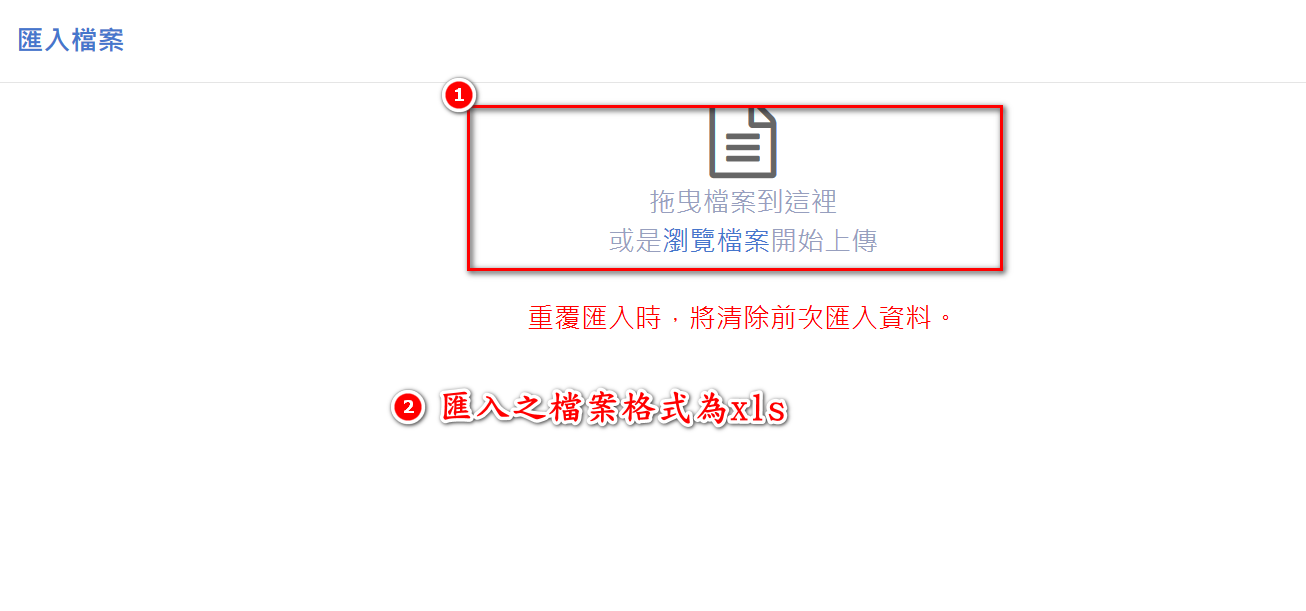 匯入檔案
1
拖曳檔案到這裡
或是瀏覽檔案開始上傳
重覆匯入時，將清除前次匯入資料。
2 匯入之檔案格式為xls